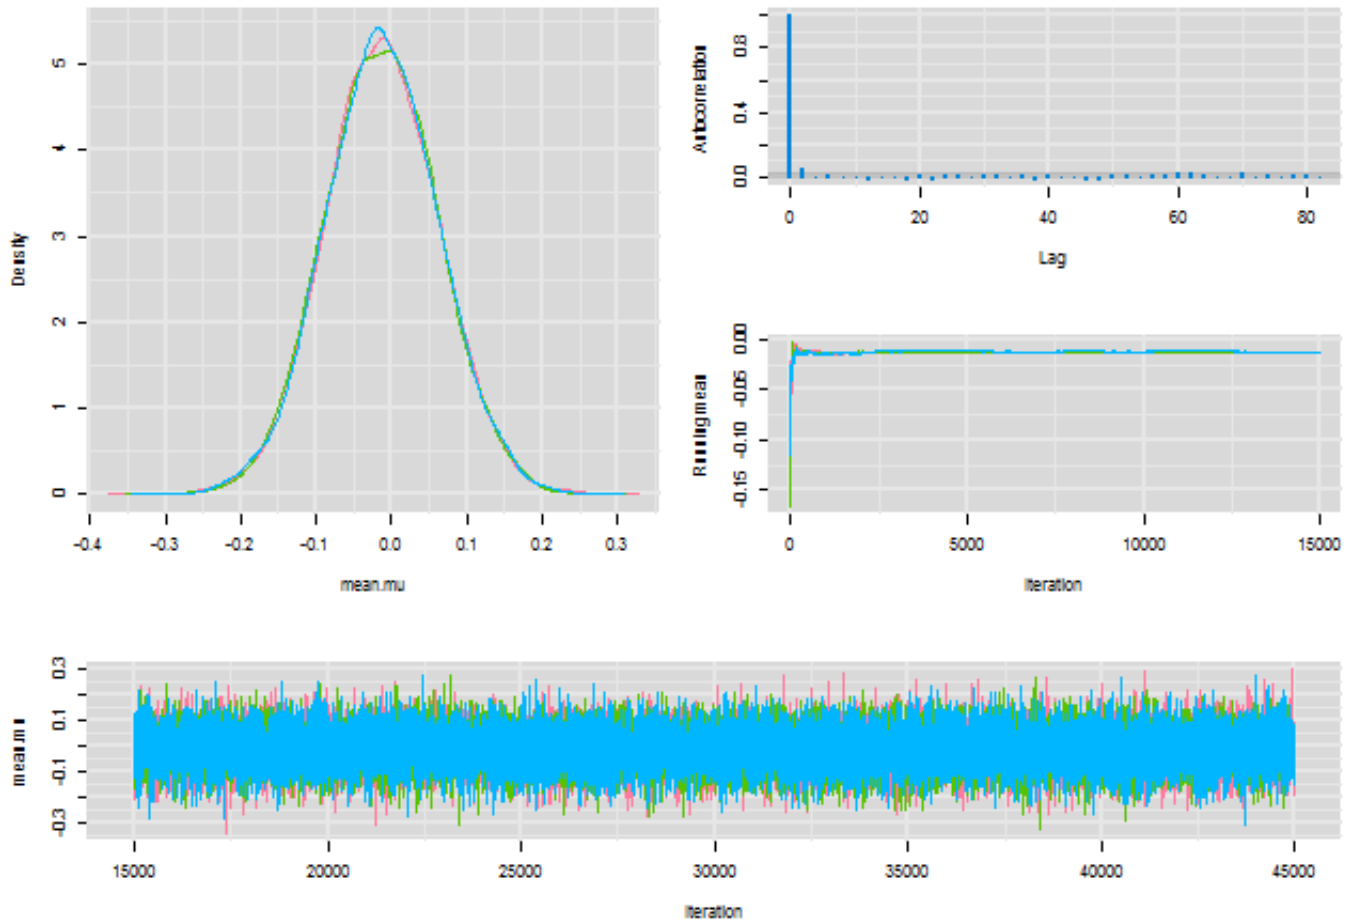 Density
5
4
3
2
1
0
-0.4 -0.3 -0.2 -0.1 0.0 0.1 0.2 0.3
mean.mu
Autocorrelation
0.8
0.4
0.0
0 20 40 60 80
Lag
Running mean
0.00
-0.05
-0.10
-0.15
0 5000 10000 15000
Iteration
mean.mu
0.3
0.1
-0.1
-0.3
15000 20000 25000 30000 35000 40000 45000
Iteration